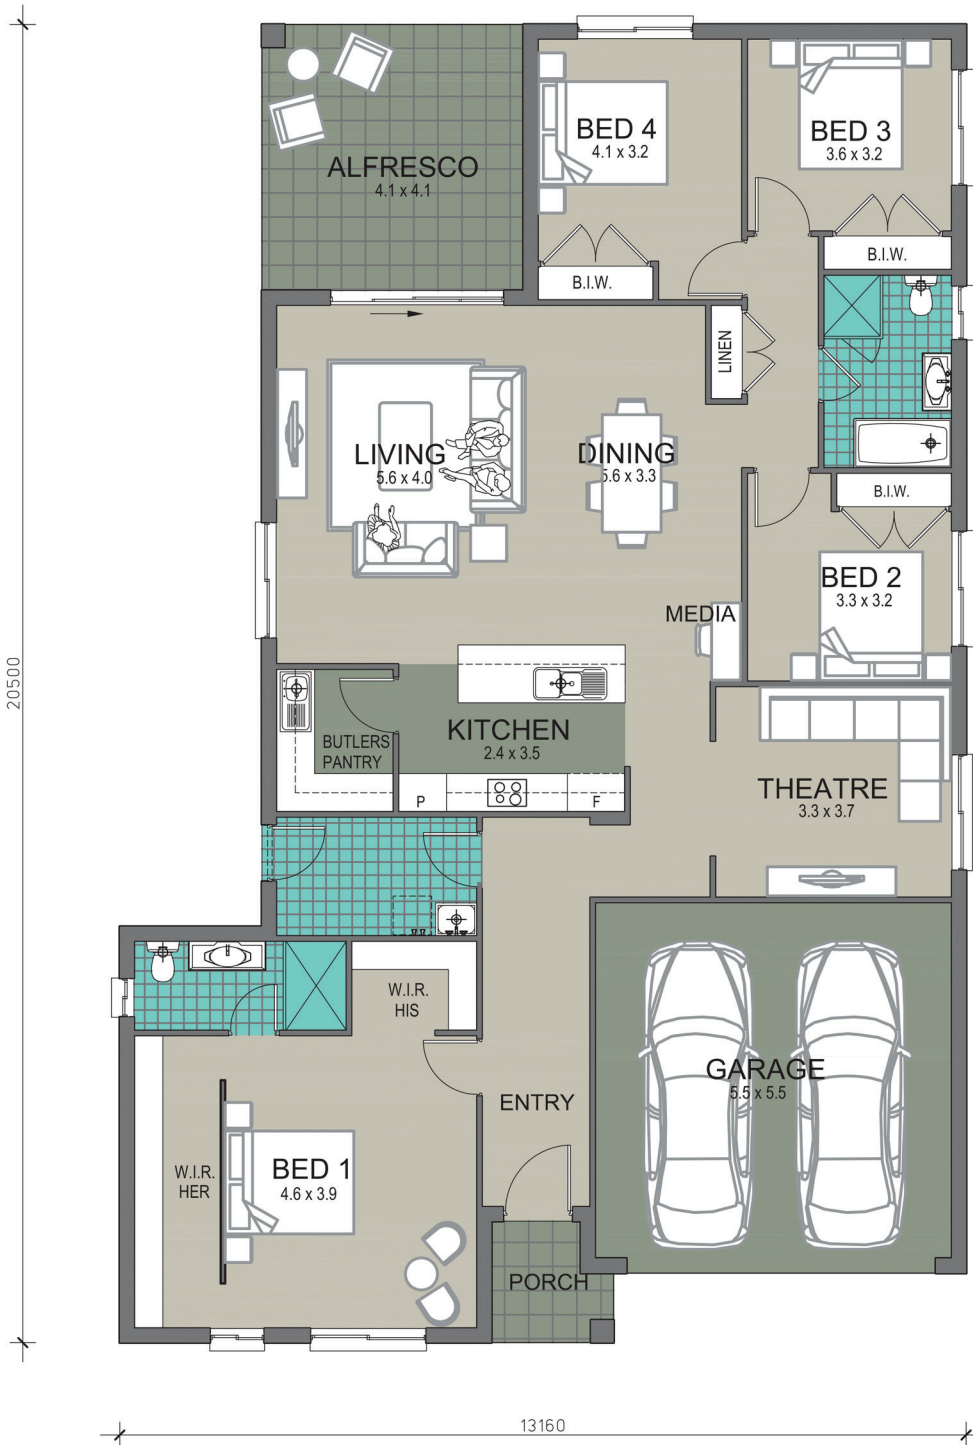 BED 4
4.1 x 3.2
BED 3
3.6 x 3.2
ALFRESCO
4.1 x 4.1
B.I.W.
B.I.W.
LINEN
LIVING
5.6 x 4.0
DINING
5.6 x 3.3
B.I.W.
BED 2
3.3 x 3.2
MEDIA
20500
KITCHEN
2.4 x 3.5
BUTLERS
PANTRY
P
F
THEATRE
3.3 x 3.7
W.I.R.
HIS
GARAGE
5.5 x 5.5
ENTRY
W.I.R.
HER
BED 1
4.6 x 3.9
PORCH
13160